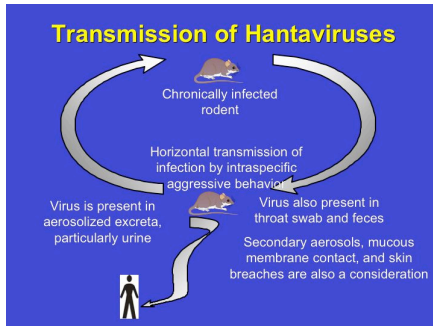 Transmission of Hantaviruses
Chronically infected
rodent
Horizontal transmission of
infection by intraspecific
aggressive behavior
Virus is present in
aerosolized excreta,
particularly urine
Virus also present in
throat swab and feces
Secondary aerosols, mucous
membrane contact, and skin
breaches are also a consideration